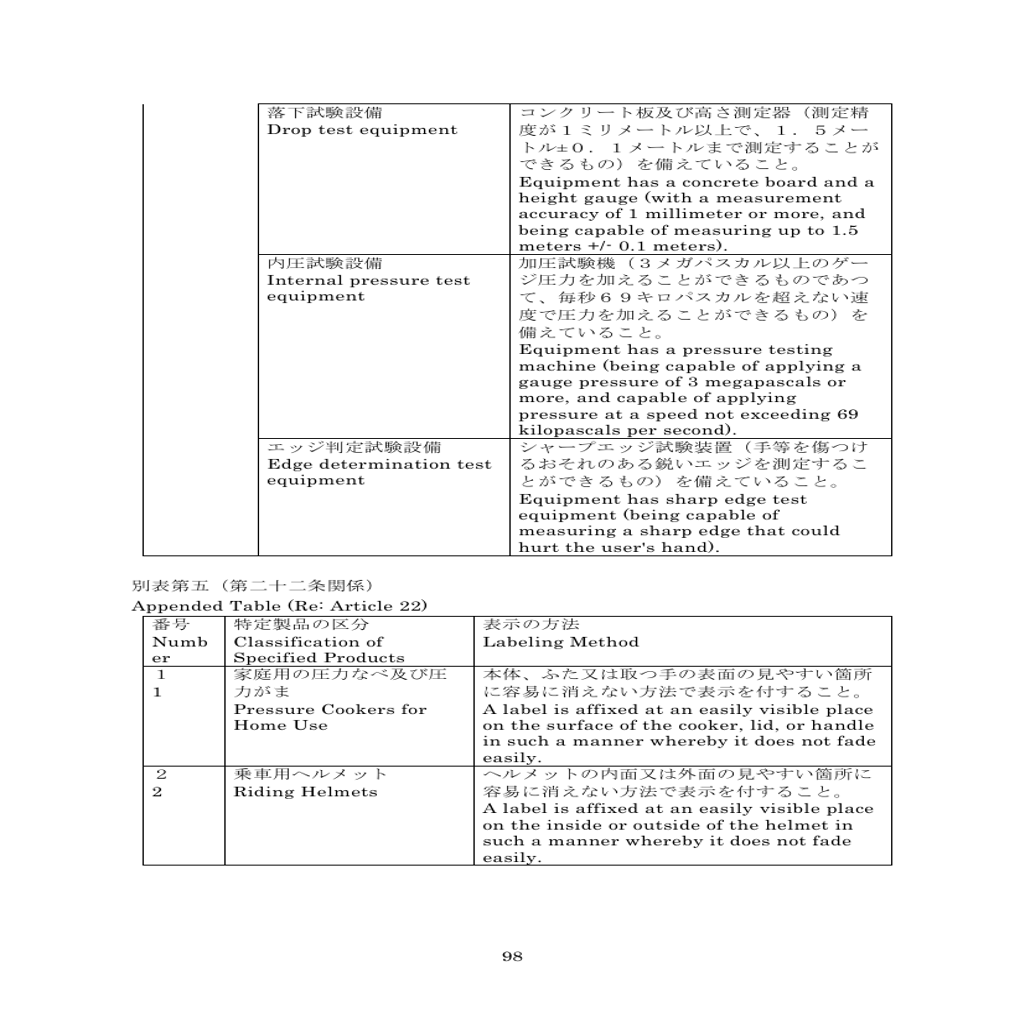 落下試験設備
Drop test equipment
コンクリート板及び高さ測定器（測定精
度が１ミリメートル以上で、１．５メー
トル±０．１メートルまで測定することが
できるもの）を備えていること。
Equipment has a concrete board and a
height gauge (with a measurement
accuracy of 1 millimeter or more, and
being capable of measuring up to 1.5
meters +/- 0.1 meters).
内圧試験設備
Internal pressure test
equipment
加圧試験機（３メガパスカル以上のゲー
ジ圧力を加えることができるものであつ
て、毎秒６９キロパスカルを超えない速
度で圧力を加えることができるもの）を
備えていること。
Equipment has a pressure testing
machine (being capable of applying a
gauge pressure of 3 megapascals or
more, and capable of applying
pressure at a speed not exceeding 69
kilopascals per second).
エッジ判定試験設備
Edge determination test
equipment
シャープエッジ試験装置（手等を傷つけ
るおそれのある鋭いエッジを測定するこ
とができるもの）を備えていること。
Equipment has sharp edge test
equipment (being capable of
measuring a sharp edge that could
hurt the user's hand).
別表第五（第二十二条関係）
Appended Table (Re: Article 22)
番号
Numb
er
特定製品の区分
Classification of
Specified Products
表示の方法
Labeling Method
１
1
家庭用の圧力なべ及び圧
力がま
Pressure Cookers for
Home Use
本体、ふた又は取つ手の表面の見やすい箇所
に容易に消えない方法で表示を付すること。
A label is affixed at an easily visible place
on the surface of the cooker, lid, or handle
in such a manner whereby it does not fade
easily.
２
2
乗車用ヘルメット
Riding Helmets
ヘルメットの内面又は外面の見やすい箇所に
容易に消えない方法で表示を付すること。
A label is affixed at an easily visible place
on the inside or outside of the helmet in
such a manner whereby it does not fade
easily.
98